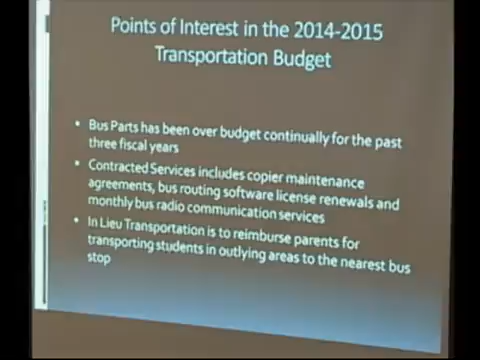 Points of Interest in the 2014-2015
Transportation Budget
• Bus Parts has been over budget continually for the past
three fiscal years
• Contracted Services includes copier maintenance
agreements, bus routing software license renewals and
monthly bus radio communication services
• In Lieu Transportation is to reimburse parents for
transporting students in outlying areas to the nearest bus
stop